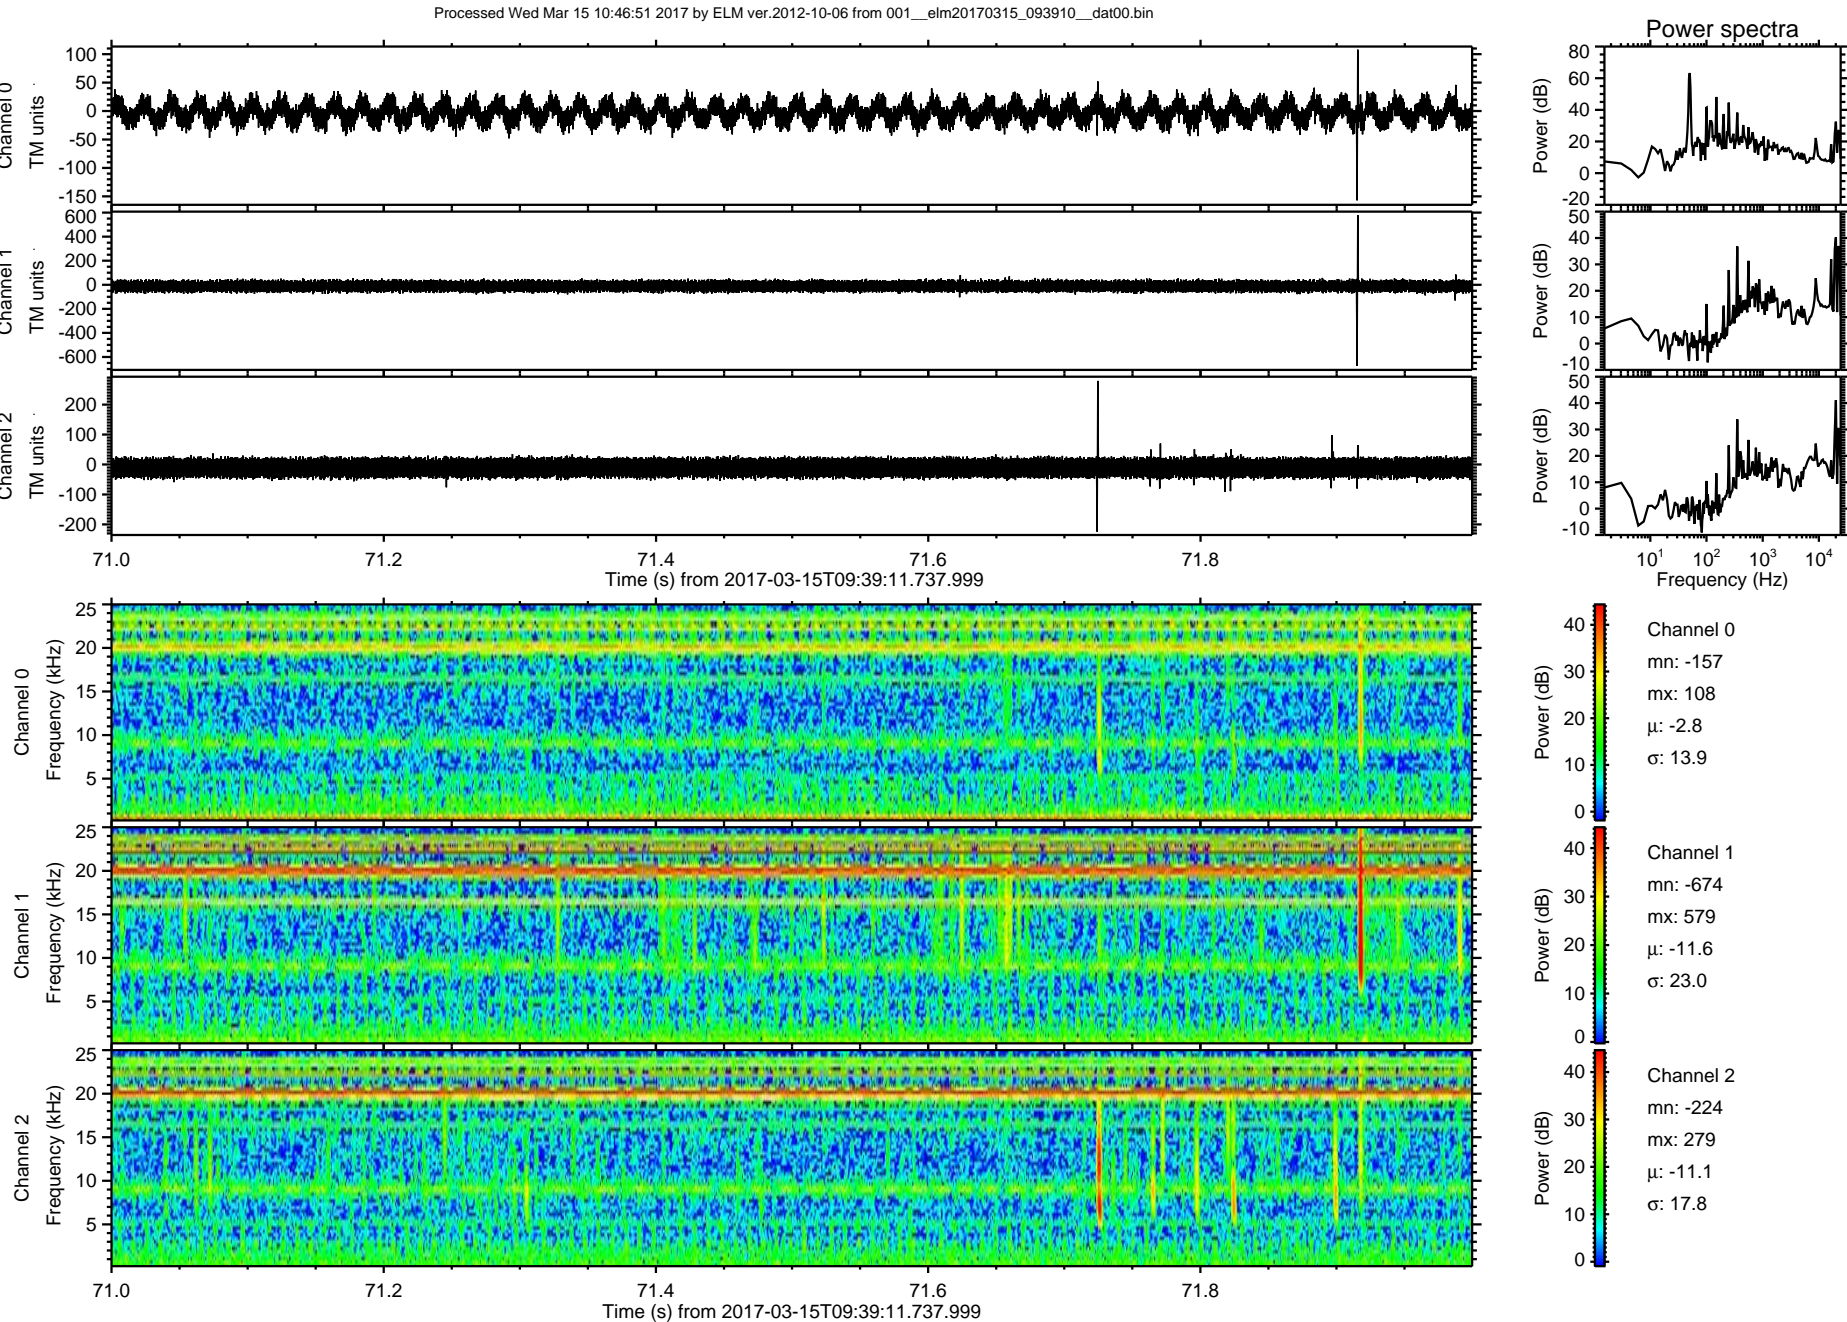 Processed Wed Mar 15 10:46:51 2017 by ELM ver.2012-10-06 from 001__elm20170315_093910__dat00.bin
Power spectra
Channel 0
TM units
100
50
0
-50
-100
-150
Power (dB)
80
60
40
20
0
-20
Channel 1
TM units
600
400
200
0
-200
-400
-600
Power (dB)
50
40
30
20
10
0
-10
Channel 2
TM units
200
100
0
-100
-200
Power (dB)
50
40
30
20
10
0
-10
71.0 71.2 71.4 71.6 71.8
Time (s) from 2017-03-15T09:39:11.737.999
10¹ 10² 10³ 10⁴
Frequency (Hz)
Channel 0
Frequency (kHz)
25
20
15
10
5
Power (dB)
40
30
20
10
0
Channel 0
mn: -157
mx: 108
μ: -2.8
σ: 13.9
Channel 1
Frequency (kHz)
25
20
15
10
5
Power (dB)
40
30
20
10
0
Channel 1
mn: -674
mx: 579
μ: -11.6
σ: 23.0
Channel 2
Frequency (kHz)
25
20
15
10
5
Power (dB)
40
30
20
10
0
Channel 2
mn: -224
mx: 279
μ: -11.1
σ: 17.8
71.0 71.2 71.4 71.6 71.8
Time (s) from 2017-03-15T09:39:11.737.999